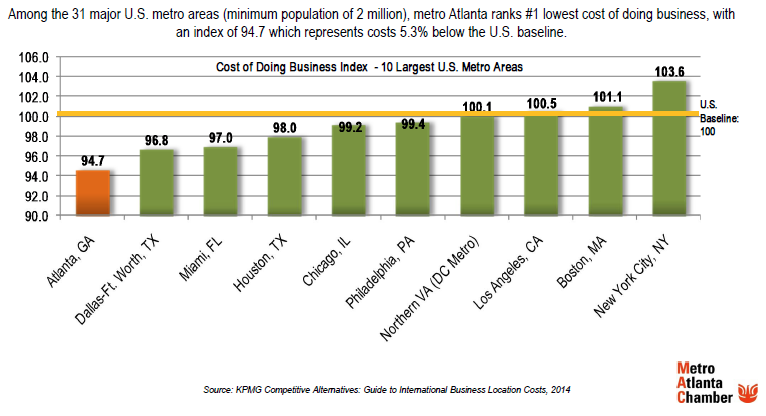 Among the 31 major U.S. metro areas (minimum population of 2 million), metro Atlanta ranks #1 lowest cost of doing business, with
an index of 94.7 which represents costs 5.3% below the U.S. baseline.
Cost of Doing Business Index - 10 Largest U.S. Metro Areas
106.0
104.0
102.0
100.0
98.0
96.0
94.0
92.0
90.0
94.7
96.8
97.0
98.0
99.2
99.4
100.1
100.5
101.1
103.6
U.S.
Baseline:
100
Atlanta, GA
Dallas-Ft. Worth, TX
Miami, FL
Houston, TX
Chicago, IL
Philadelphia, PA
Northern VA (DC Metro)
Los Angeles, CA
Boston, MA
New York City, NY
Source: KPMG Competitive Alternatives: Guide to International Business Location Costs, 2014
Metro
Atlanta
Chamber